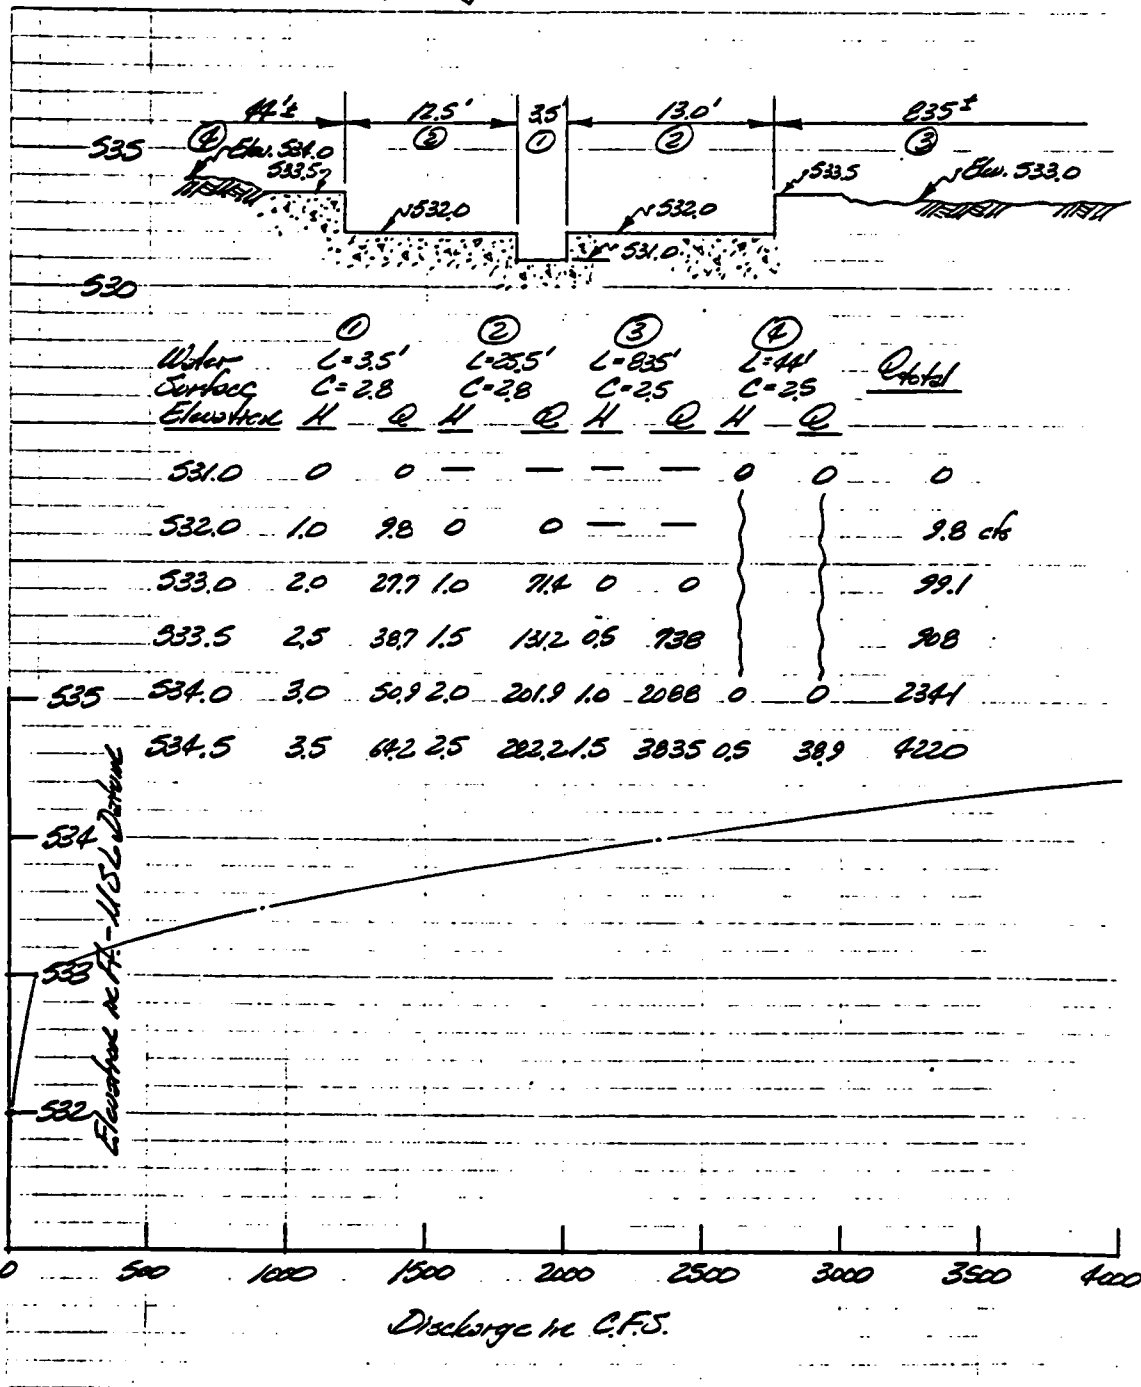 44'± 12.5' 3.5' 13.0' 835±
④ ② ① ② ③
535
Elev. 534.0
533.5
532.0
532.0
531.0
533.5
Elev. 533.0
530
① ② ③ ④
Water L=3.5' L=25.5' L=835' L=44'
Surface C=2.8 C=2.8 C=2.5 C=2.5 Qtotal
Elevation H Q H Q H Q H Q
531.0 0 0 — — — — 0 0 0
532.0 1.0 9.8 0 0 — — 9.8 cfs
533.0 2.0 27.7 1.0 71.4 0 0 99.1
533.5 2.5 38.7 1.5 131.2 0.5 738 908
534.0 3.0 50.9 2.0 201.9 1.0 2088 0 0 2341
534.5 3.5 64.2 2.5 282.2 1.5 3835 0.5 38.9 4220
535
534
533
532
Elevation in Ft. - MSL Datum
0 500 1000 1500 2000 2500 3000 3500 4000
Discharge in C.F.S.